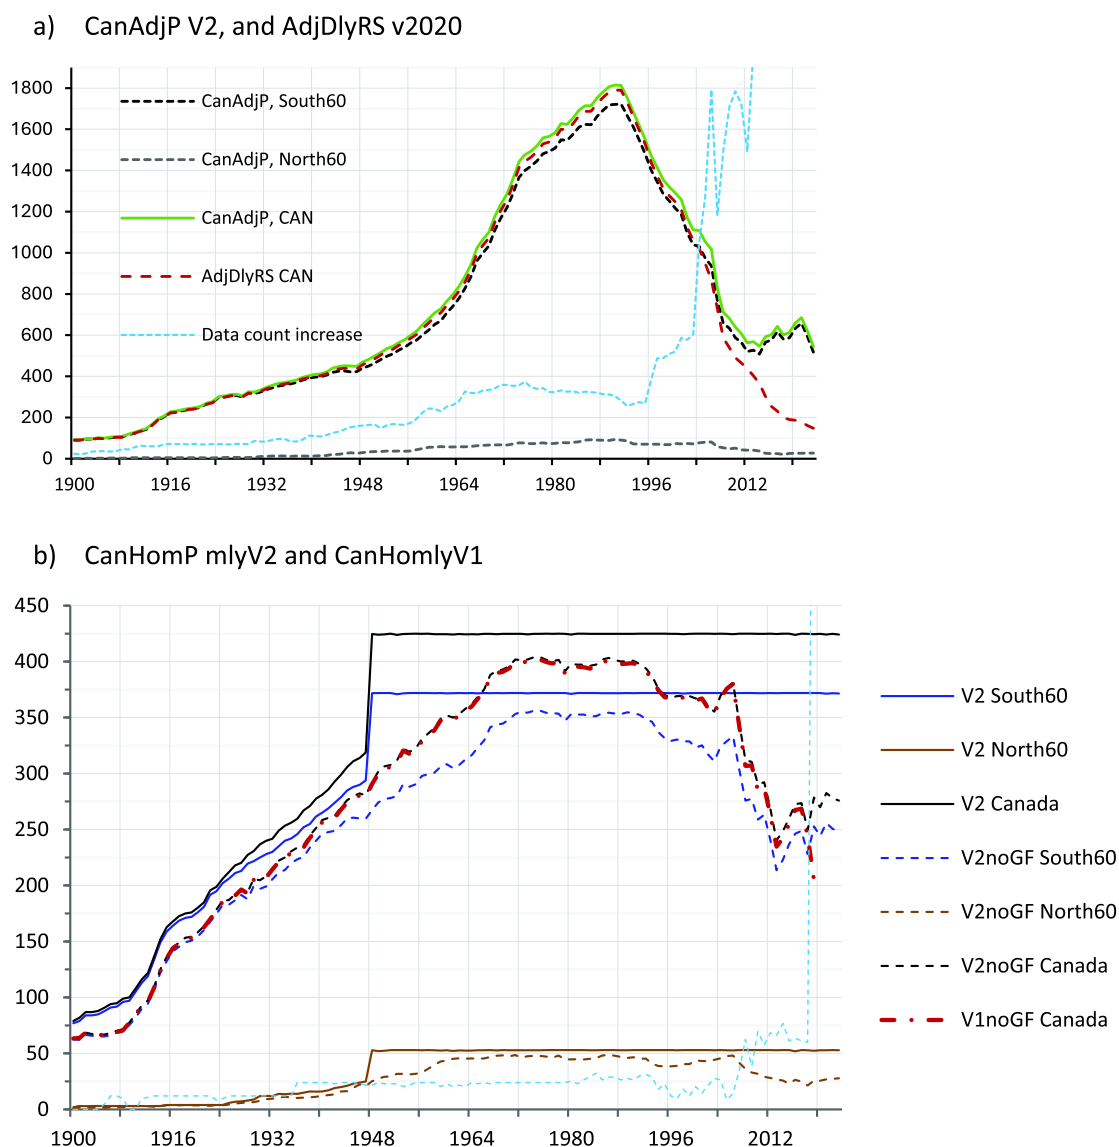 a) CanAdjP V2, and AdjDlyRS v2020
1800
1600
1400
1200
1000
800
600
400
200
0
CanAdjP, South60
CanAdjP, North60
CanAdjP, CAN
AdjDlyRS CAN
Data count increase
1900 1916 1932 1948 1964 1980 1996 2012
b) CanHomP mlyV2 and CanHomlyV1
450
400
350
300
250
200
150
100
50
0
1900 1916 1932 1948 1964 1980 1996 2012
V2 South60
V2 North60
V2 Canada
V2noGF South60
V2noGF North60
V2noGF Canada
V1noGF Canada